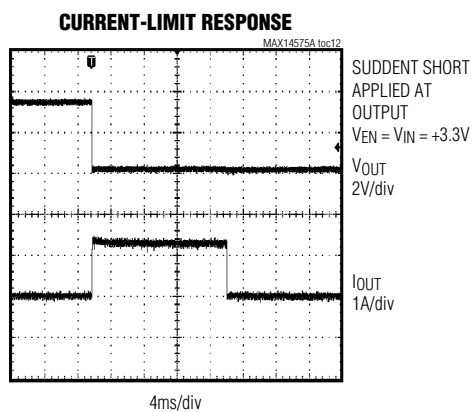 CURRENT-LIMIT RESPONSE
MAX14575A toc12
T
SUDDENT SHORT
APPLIED AT
OUTPUT
VEN = VIN = +3.3V
VOUT
2V/div
IOUT
1A/div
4ms/div